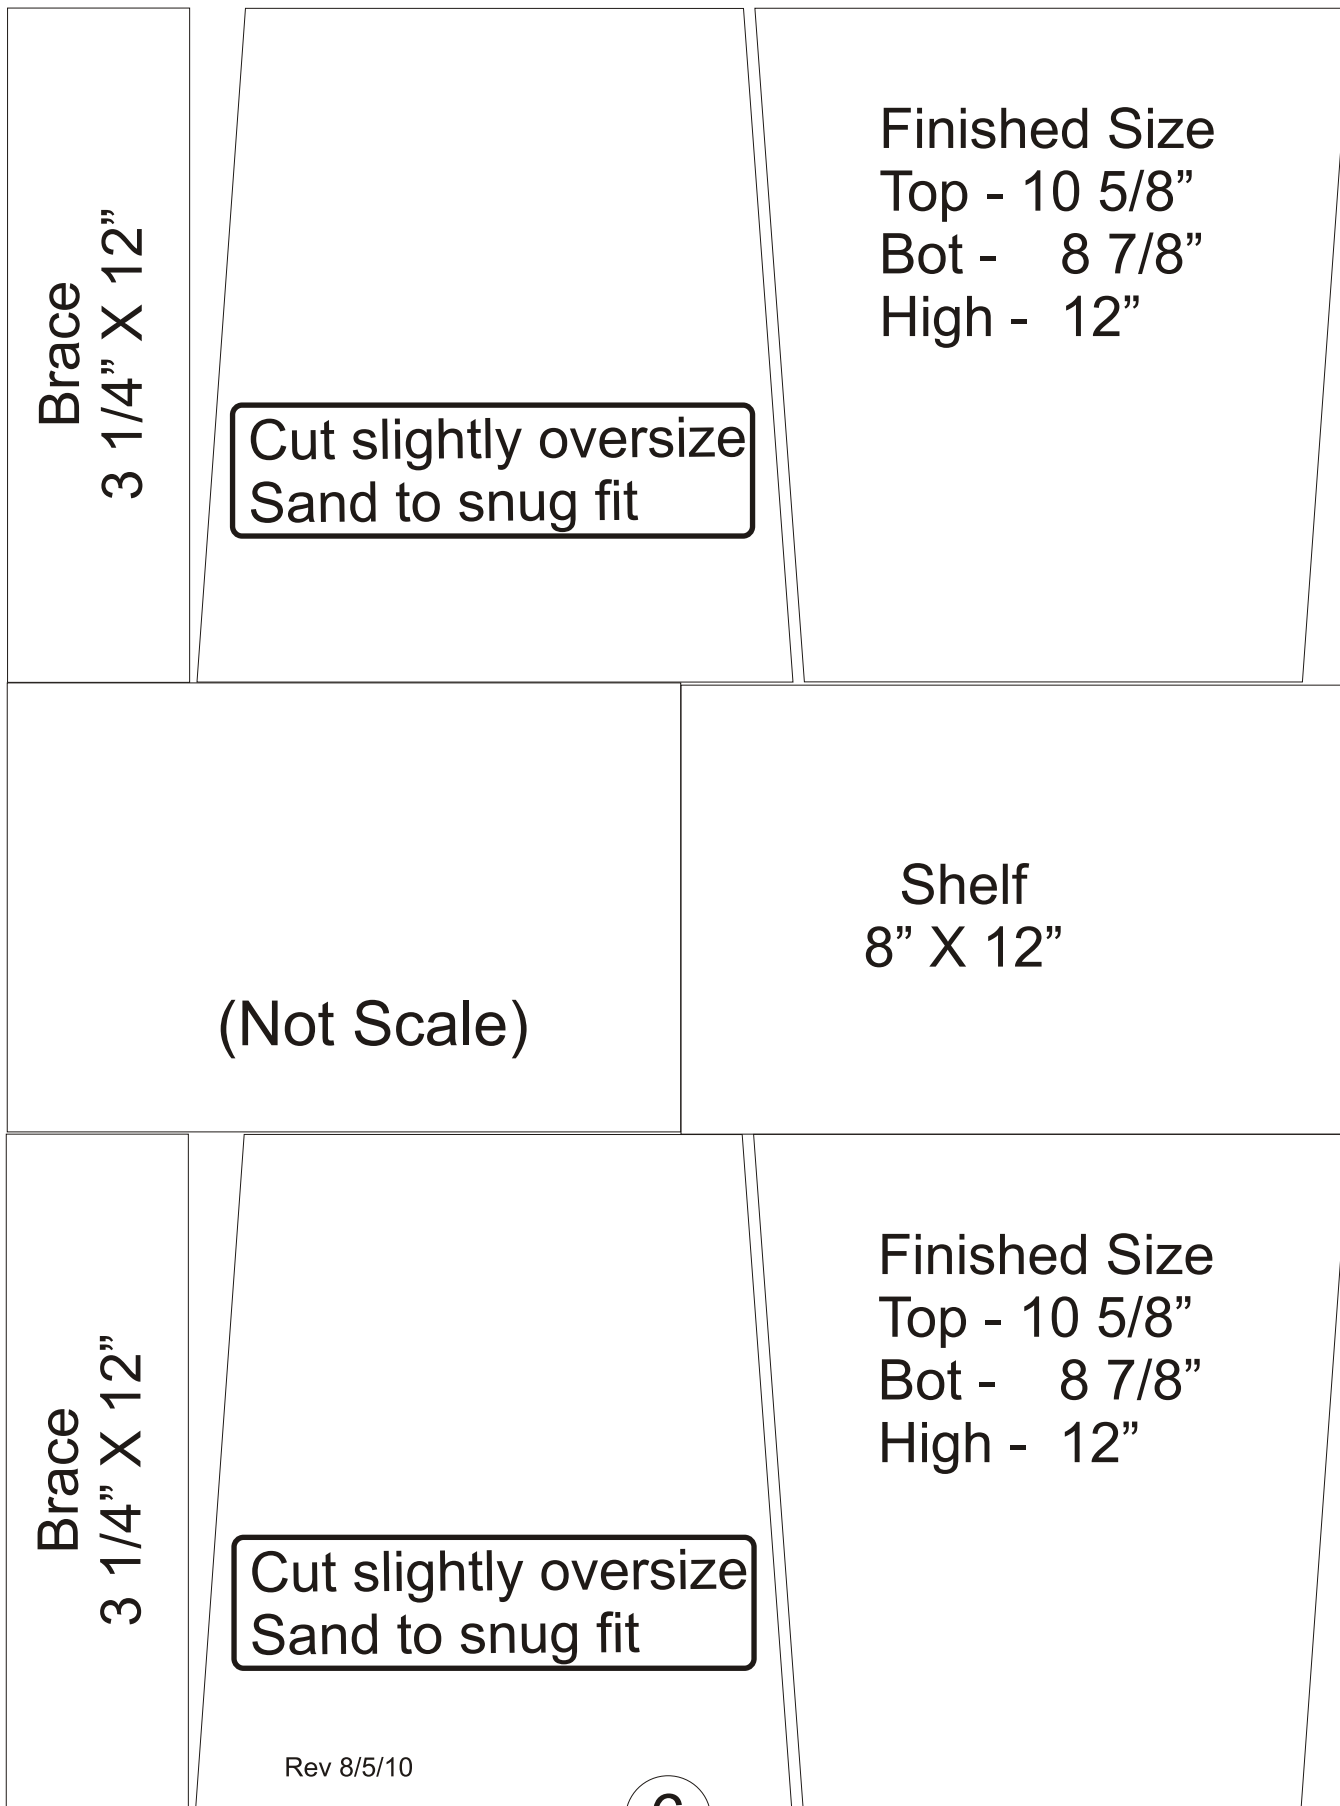 Brace
3 1/4” X 12”
Cut slightly oversize
Sand to snug fit
Finished Size
Top - 10 5/8”
Bot - 8 7/8”
High - 12”
(Not Scale)
Shelf
8” X 12”
Brace
3 1/4” X 12”
Cut slightly oversize
Sand to snug fit
Rev 8/5/10
Finished Size
Top - 10 5/8”
Bot - 8 7/8”
High - 12”